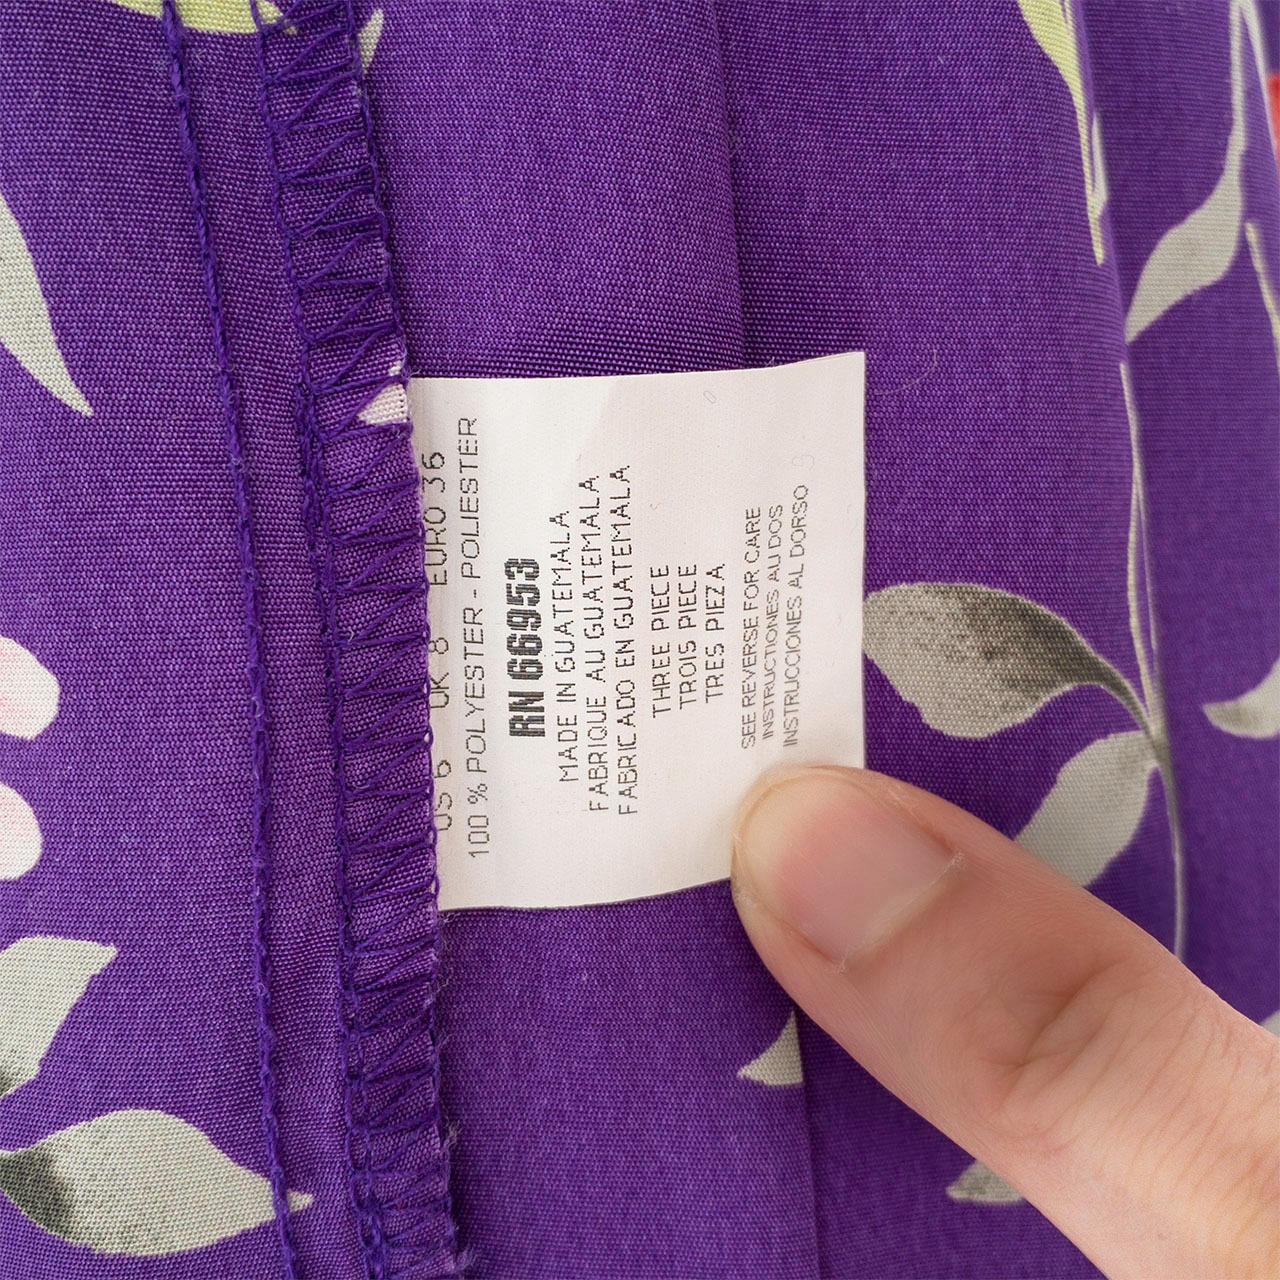 US 6 UK 8 EURO 36
100 % POLYESTER - POLIESTER
RN 66953
MADE IN GUATEMALA
FABRIQUE AU GUATEMALA
FABRICADO EN GUATEMALA
THREE PIECE
TROIS PIECE
TRES PIEZA
SEE REVERSE FOR CARE
INSTRUCTIONES AU DOS
INSTRUCCIONES AL DORSO